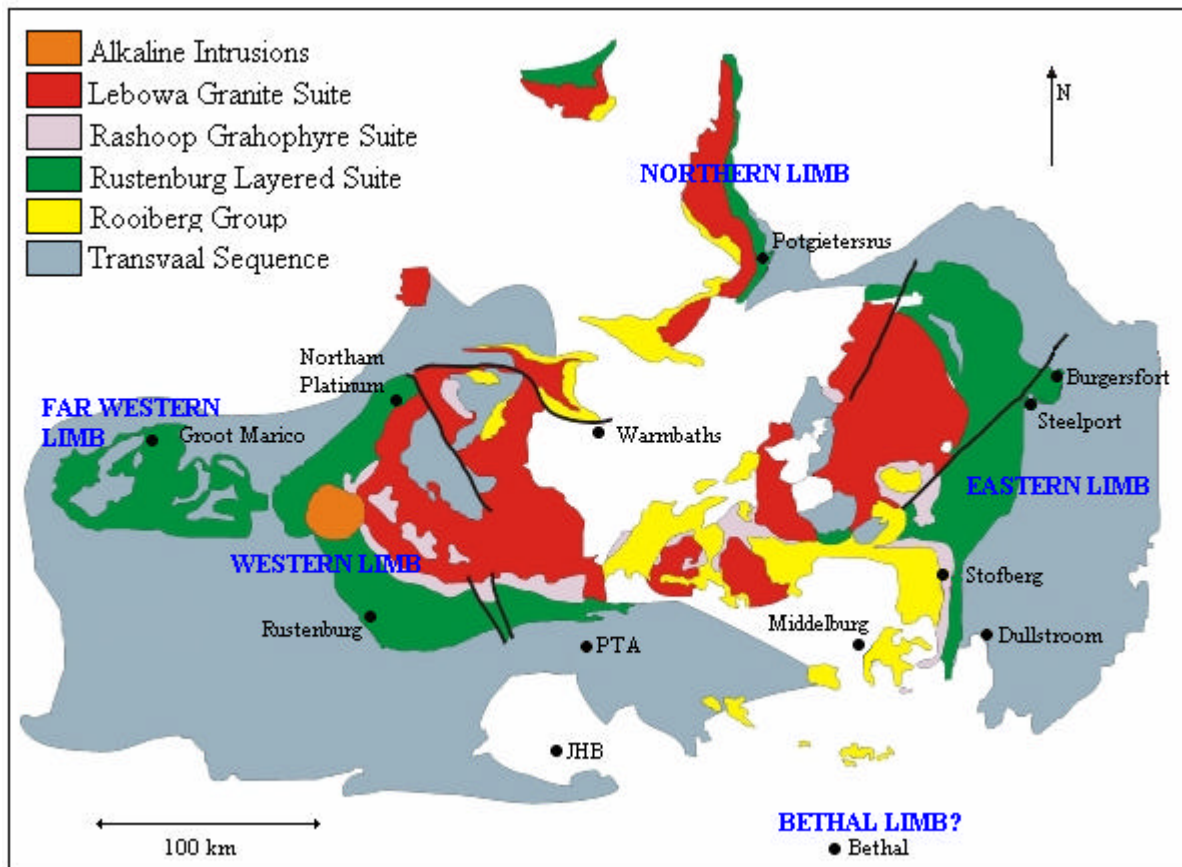 Alkaline Intrusions
Lebowa Granite Suite
Rashoop Grahophyre Suite
Rustenburg Layered Suite
Rooiberg Group
Transvaal Sequence
N
NORTHERN LIMB
Potgietersrus
Northam
Platinum
FAR WESTERN
LIMB
Groot Marico
Warmbaths
Burgersfort
Steelport
EASTERN LIMB
WESTERN LIMB
Rustenburg
PTA
Middelburg
Stofberg
Dullstroom
JHB
100 km
BETHAL LIMB?
Bethal